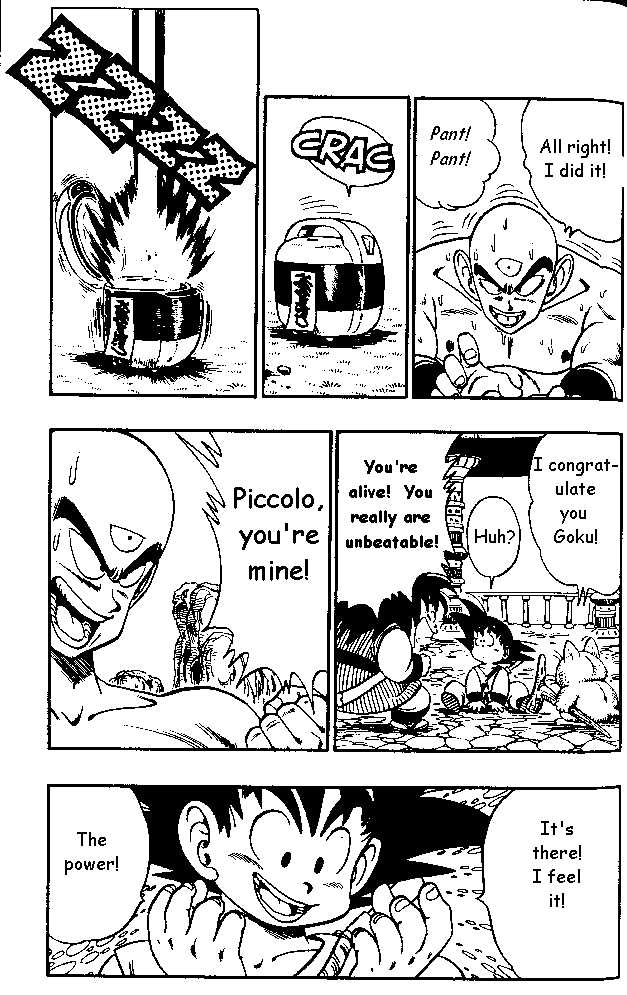 ZZZZ
CRAC
Pant!
Pant!
All right!
I did it!
Piccolo,
you're
mine!
You're
alive! You
really are
unbeatable!
Huh?
I congrat-
ulate
you
Goku!
The
power!
It's
there!
I feel
it!